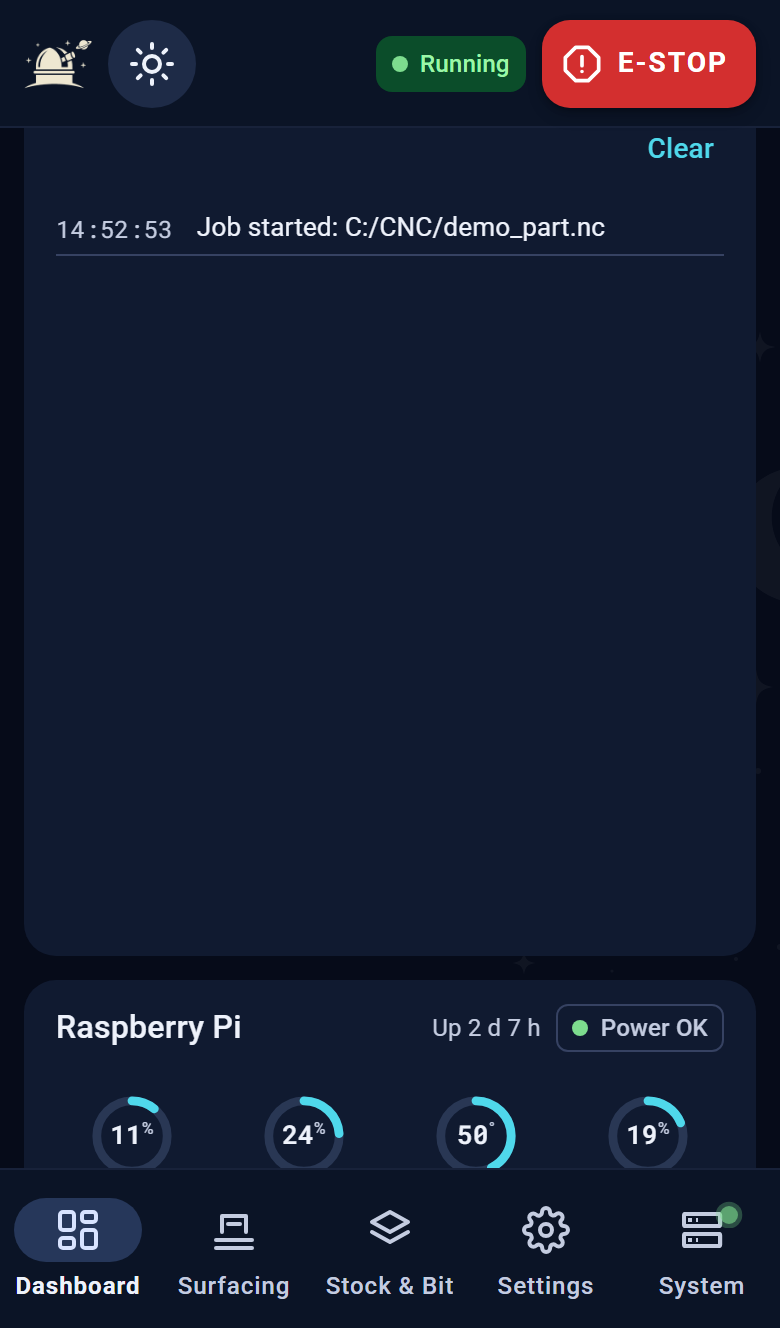 Running
E-STOP
Clear
14:52:53 Job started: C:/CNC/demo_part.nc
Raspberry Pi Up 2 d 7 h Power OK
11% 24% 50° 19%
Dashboard Surfacing Stock & Bit Settings System